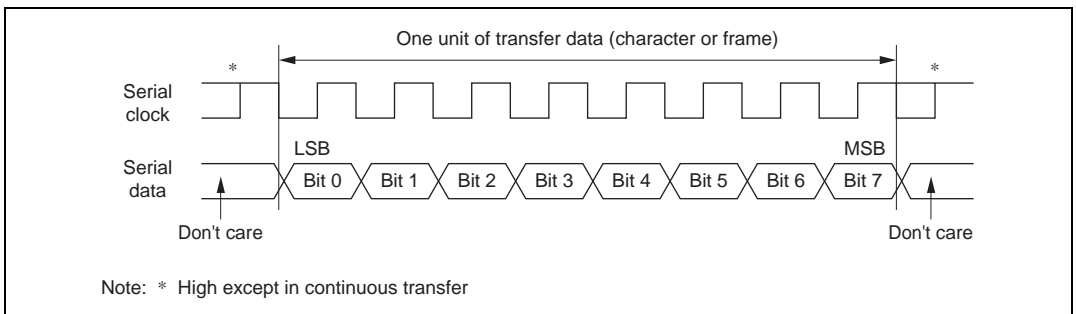 One unit of transfer data (character or frame)
* *
Serial
clock
LSB MSB
Serial
data
Bit 0 Bit 1 Bit 2 Bit 3 Bit 4 Bit 5 Bit 6 Bit 7
Don't care Don't care
Note: * High except in continuous transfer